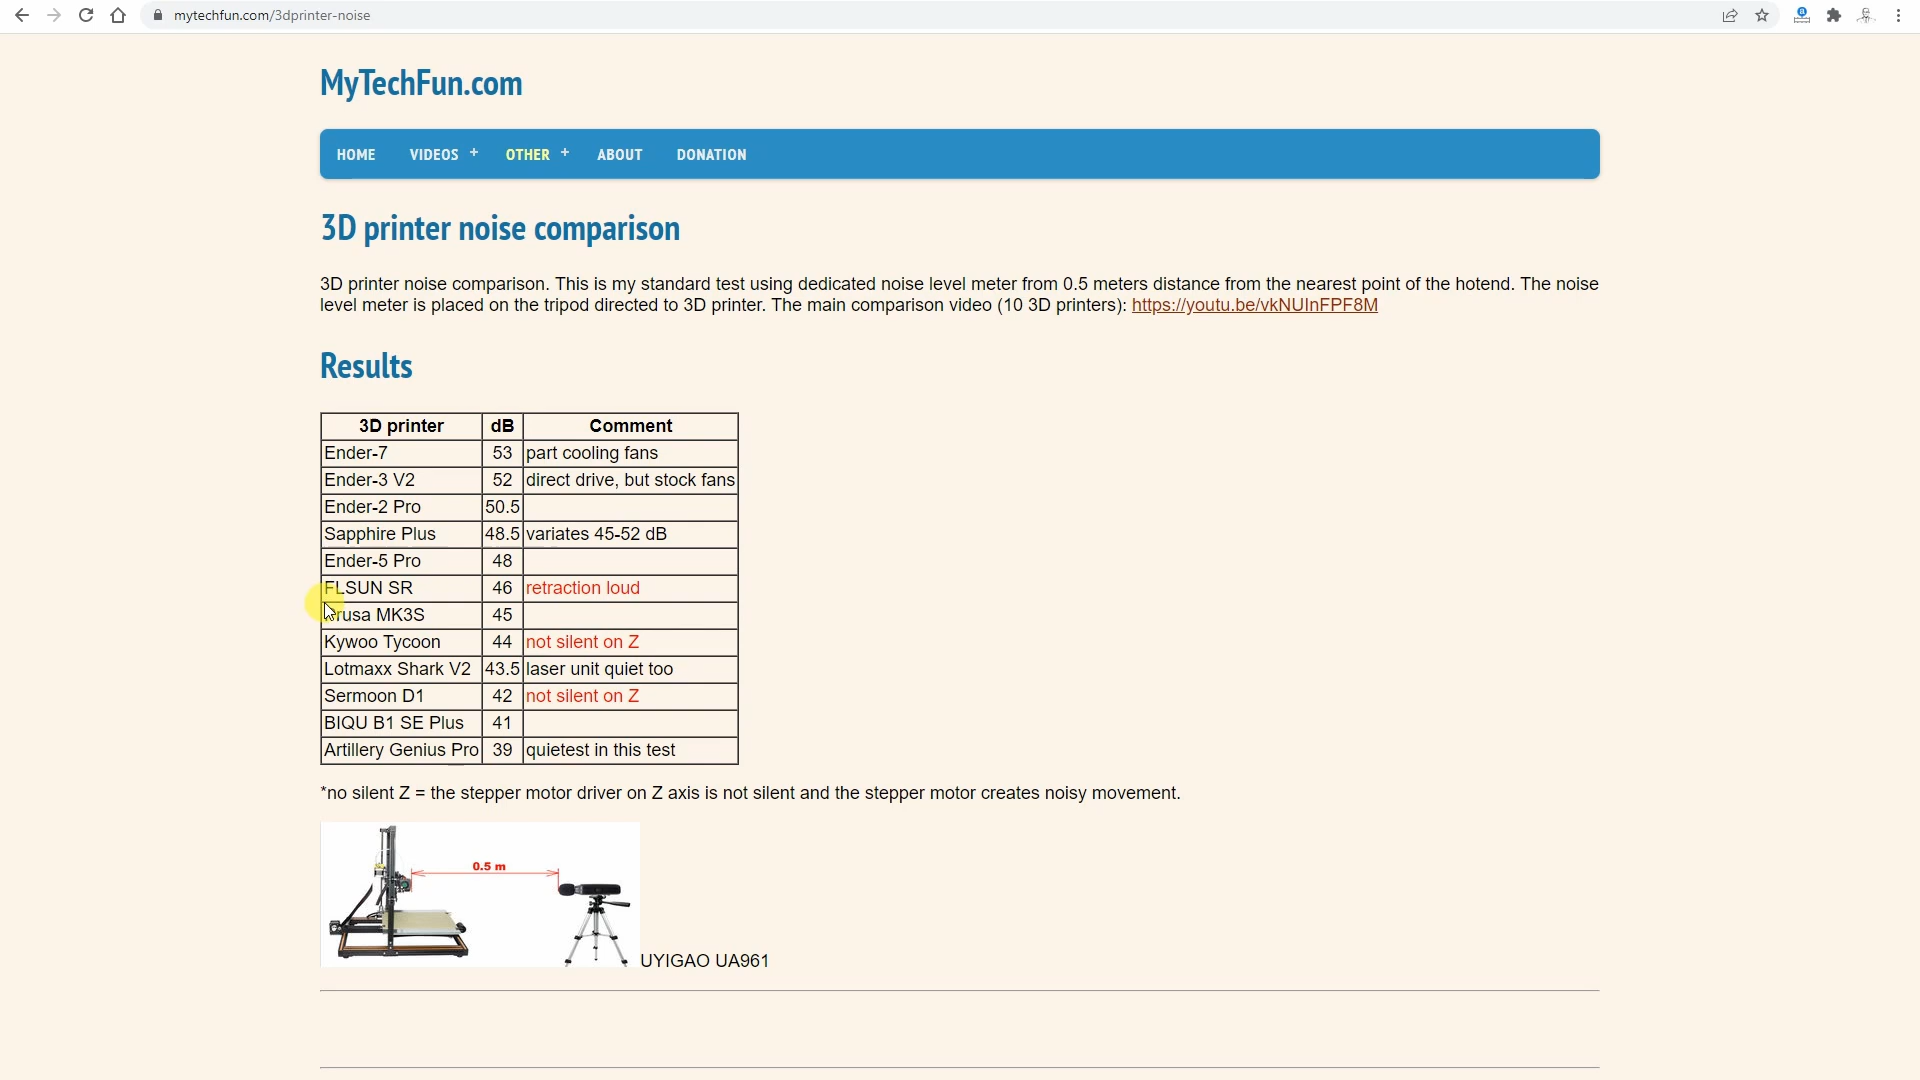 mytechfun.com/3dprinter-noise
MyTechFun.com
HOME VIDEOS + OTHER + ABOUT DONATION
3D printer noise comparison
3D printer noise comparison. This is my standard test using dedicated noise level meter from 0.5 meters distance from the nearest point of the hotend. The noise
level meter is placed on the tripod directed to 3D printer. The main comparison video (10 3D printers): https://youtu.be/vkNUInFPF8M
Results
3D printer dB Comment
Ender-7 53 part cooling fans
Ender-3 V2 52 direct drive, but stock fans
Ender-2 Pro 50.5
Sapphire Plus 48.5 variates 45-52 dB
Ender-5 Pro 48
FLSUN SR 46 retraction loud
rusa MK3S 45
Kywoo Tycoon 44 not silent on Z
Lotmaxx Shark V2 43.5 laser unit quiet too
Sermoon D1 42 not silent on Z
BIQU B1 SE Plus 41
Artillery Genius Pro 39 quietest in this test
*no silent Z = the stepper motor driver on Z axis is not silent and the stepper motor creates noisy movement.
0.5 m
UYIGAO UA961